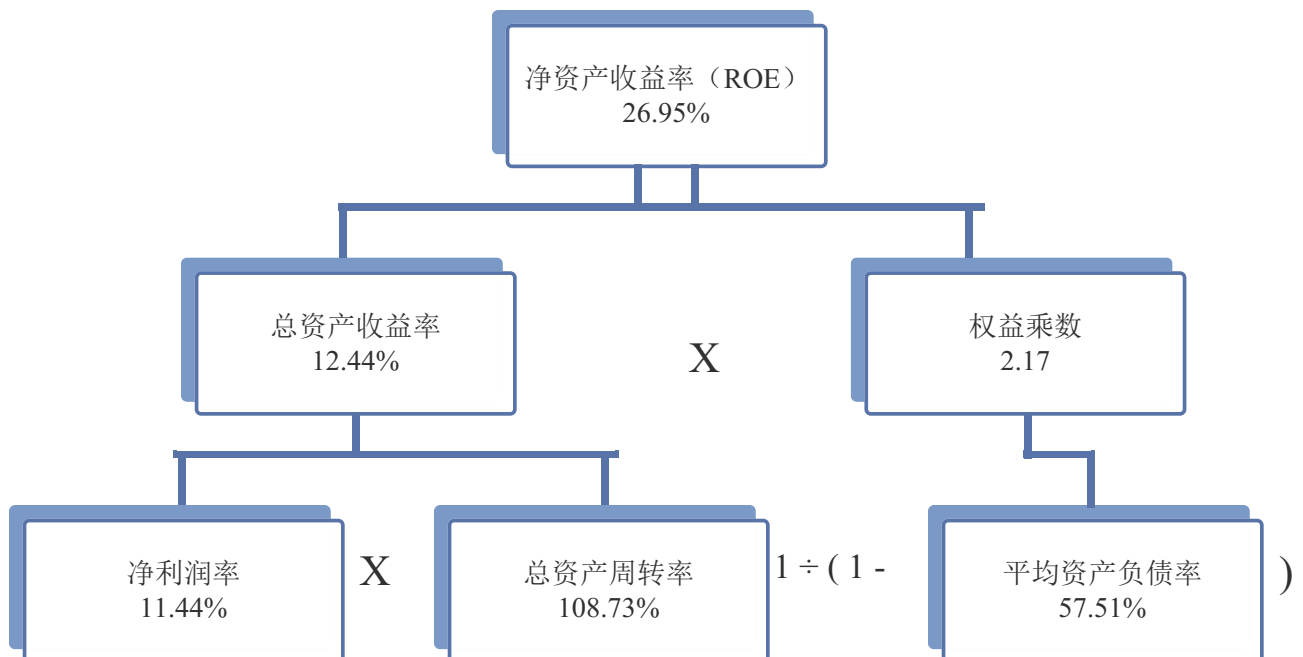 净资产收益率（ROE）
26.95%
总资产收益率
12.44%
X
权益乘数
2.17
净利润率
11.44%
X
总资产周转率
108.73%
1 ÷ ( 1 -
平均资产负债率
57.51%
)